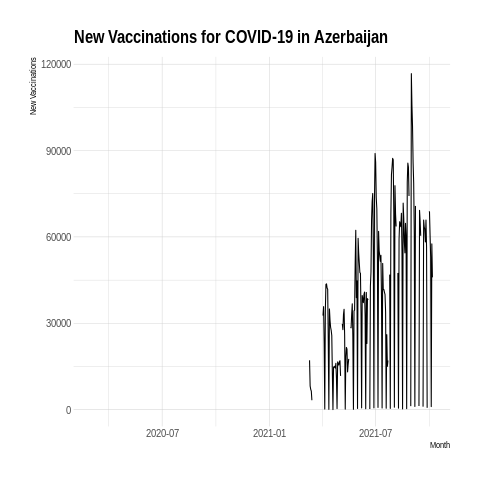 New Vaccinations for COVID-19 in Azerbaijan
New Vaccinations
120000
90000
60000
30000
0
2020-07
2021-01
2021-07
Month